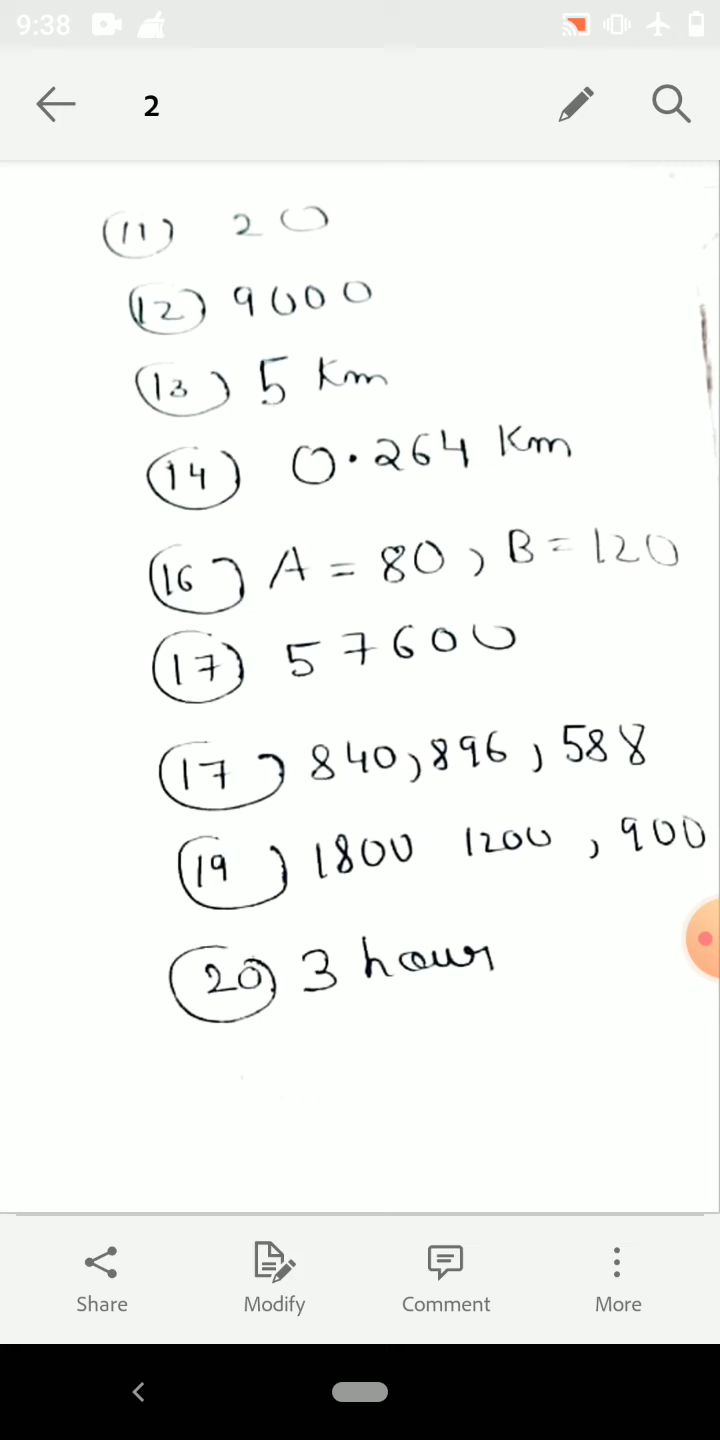 9:38
2
(11) 20
(12) 9000
(13) 5 Km
(14) 0.264 Km
(16) A = 80, B = 120
(17) 57600
(17) 840, 896, 588
(19) 1800 1200, 900
(20) 3 hour
Share Modify Comment More